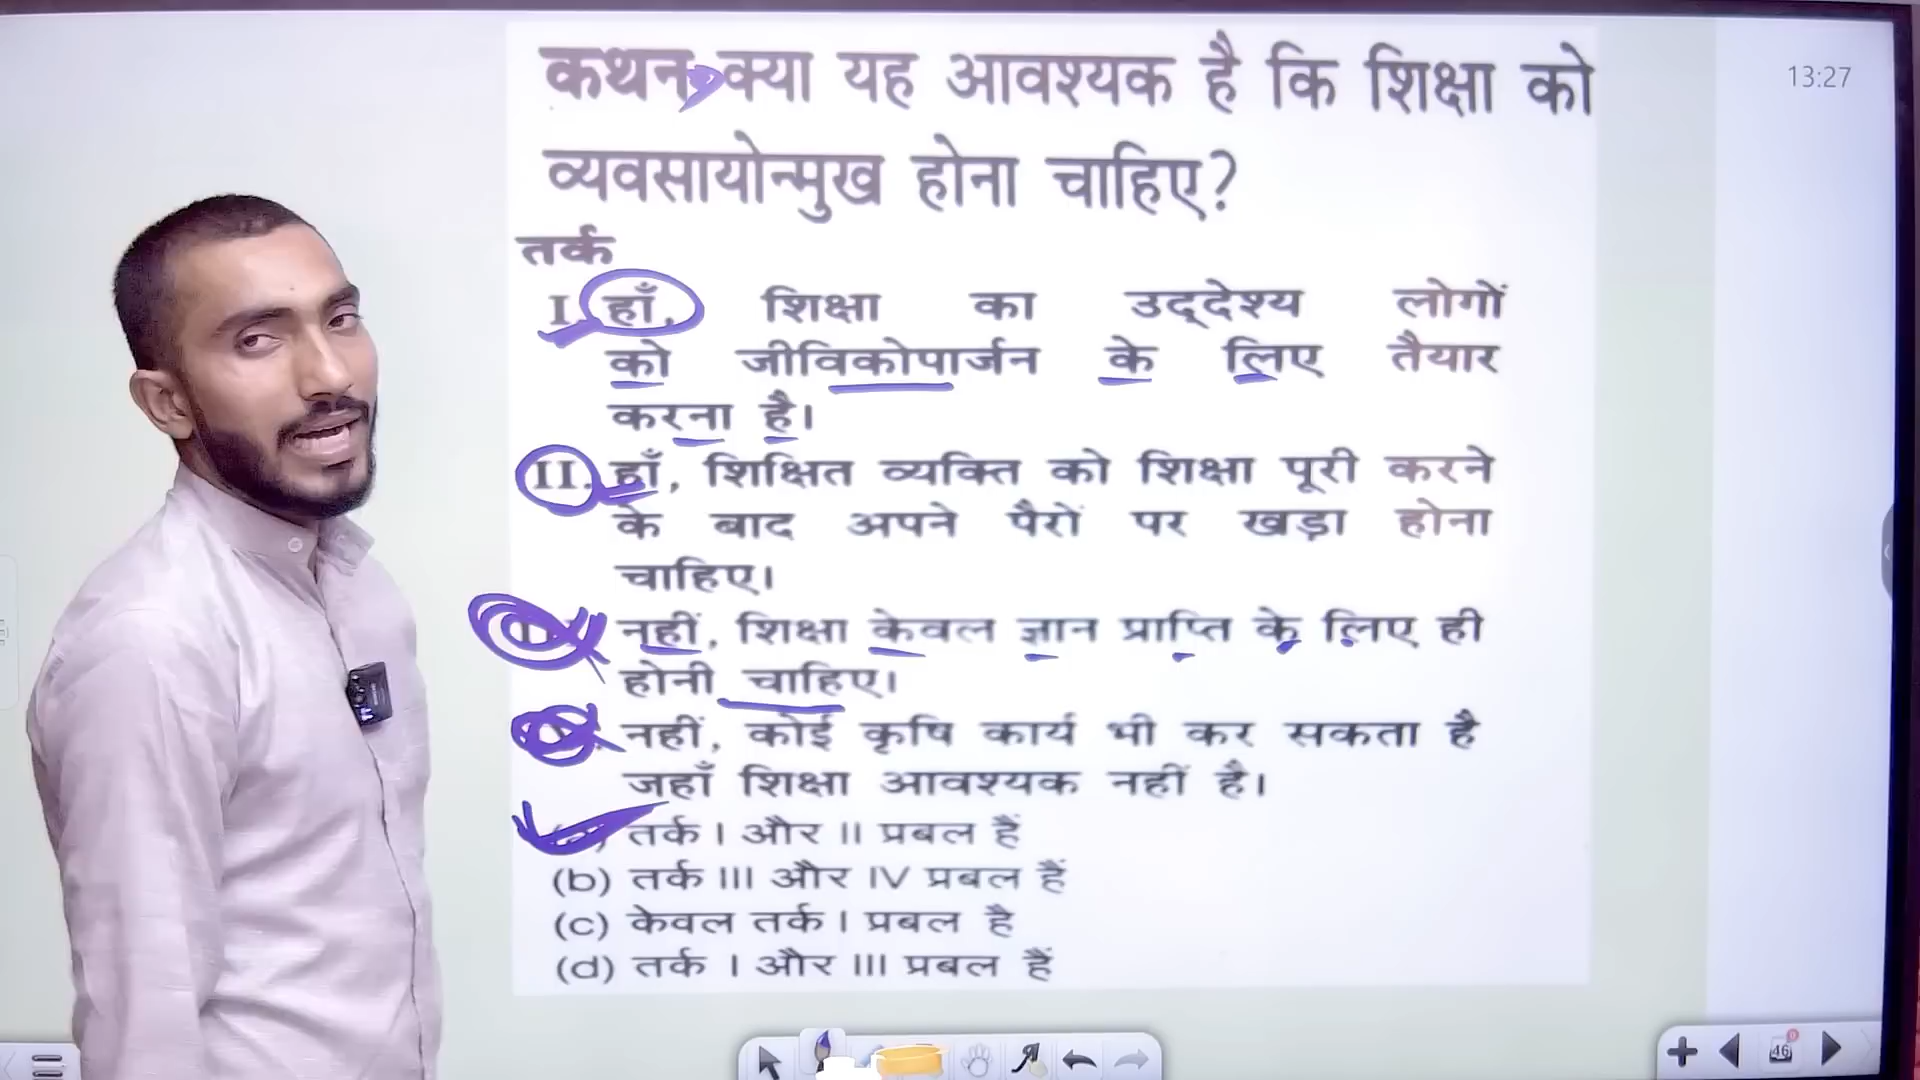 कथन, क्या यह आवश्यक है कि शिक्षा को
व्यवसायोन्मुख होना चाहिए?
तर्क
I. हाँ, शिक्षा का उद्देश्य लोगों
को जीविकोपार्जन के लिए तैयार
करना है।
II. हाँ, शिक्षित व्यक्ति को शिक्षा पूरी करने
के बाद अपने पैरों पर खड़ा होना
चाहिए।
नहीं, शिक्षा केवल ज्ञान प्राप्ति के लिए ही
होनी चाहिए।
नहीं, कोई कृषि कार्य भी कर सकता है
जहाँ शिक्षा आवश्यक नहीं है।
तर्क I और II प्रबल हैं
(b) तर्क III और IV प्रबल हैं
(c) केवल तर्क I प्रबल है
(d) तर्क I और III प्रबल हैं
13:27
46